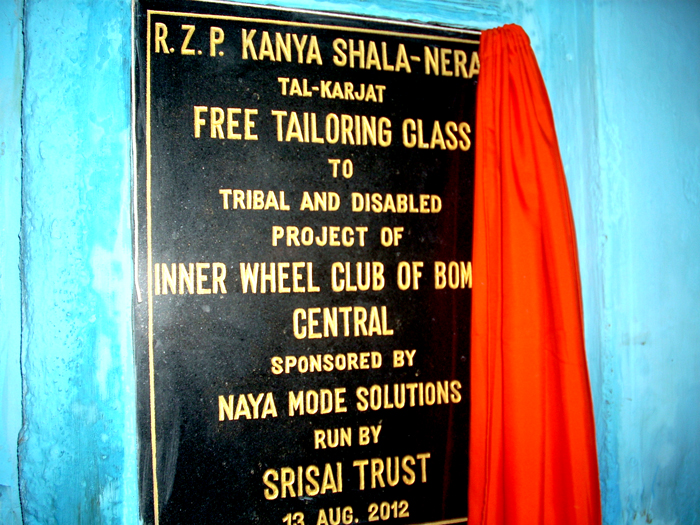 R. Z. P. KANYA SHALA-NERA
TAL-KARJAT
FREE TAILORING CLASS
TO
TRIBAL AND DISABLED
PROJECT OF
INNER WHEEL CLUB OF BOM
CENTRAL
SPONSORED BY
NAYA MODE SOLUTIONS
RUN BY
SRISAI TRUST
13 AUG. 2012